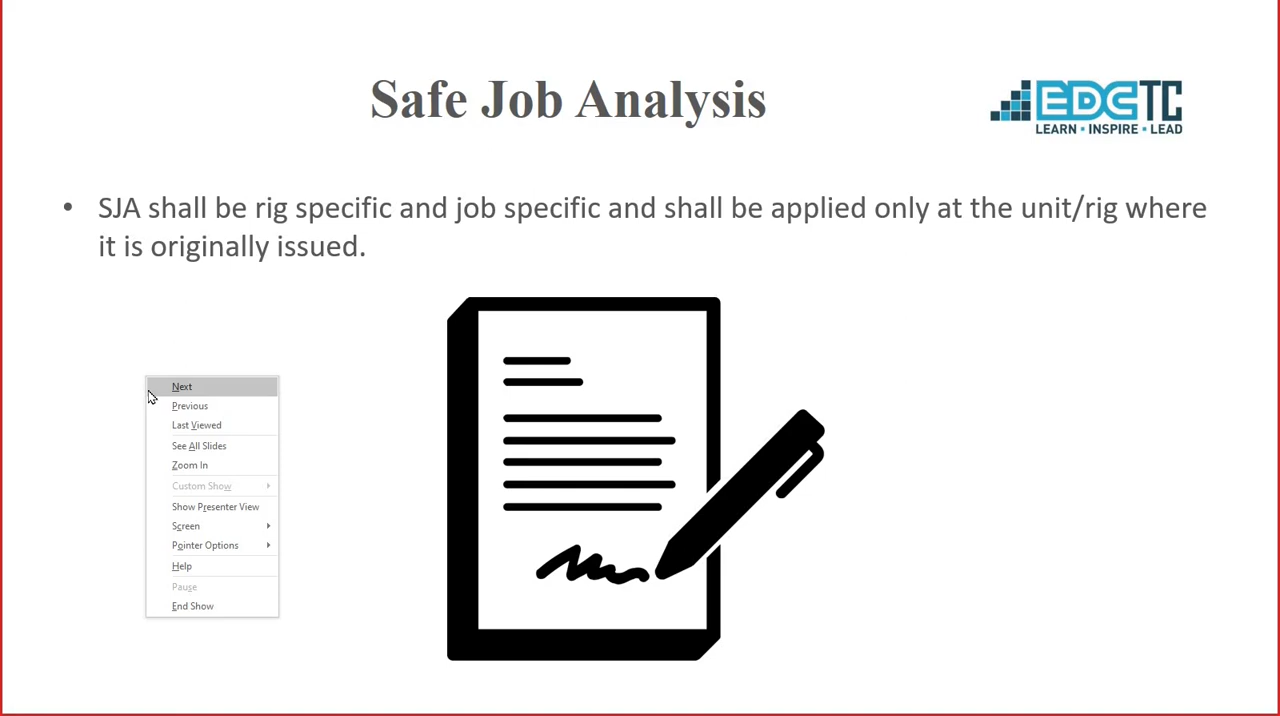 Safe Job Analysis
EDCTC
LEARN • INSPIRE • LEAD
• SJA shall be rig specific and job specific and shall be applied only at the unit/rig where
it is originally issued.
Next
Previous
Last Viewed
See All Slides
Zoom In
Custom Show
Show Presenter View
Screen
Pointer Options
Help
Pause
End Show